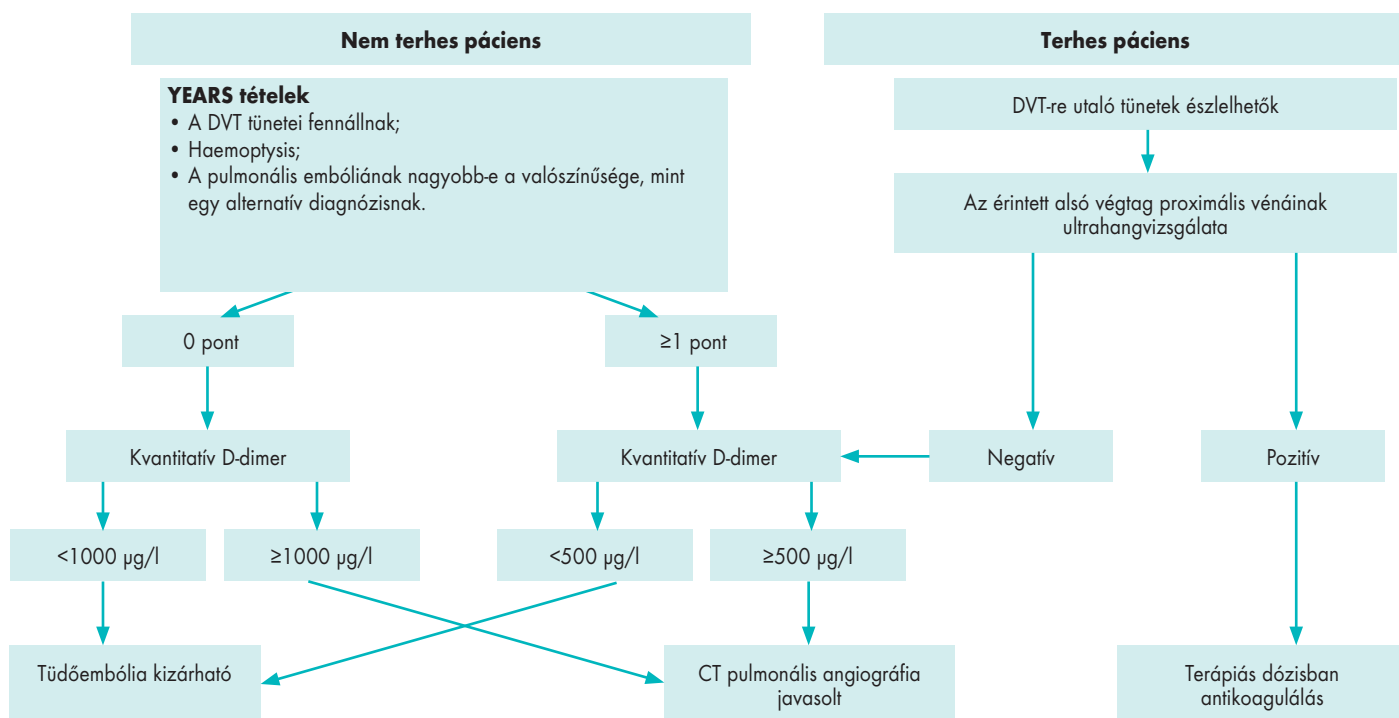 Nem terhes páciens
YEARS tételek
• A DVT tünetei fennállnak;
• Haemoptysis;
• A pulmonális embóliának nagyobb-e a valószínűsége, mint
egy alternatív diagnózisnak.
0 pont
≥1 pont
Kvantitatív D-dimer
Kvantitatív D-dimer
<1000 µg/l
≥1000 µg/l
<500 µg/l
≥500 µg/l
Tüdőembólia kizárható
CT pulmonális angiográfia
javasolt
Terhes páciens
DVT-re utaló tünetek észlelhetők
Az érintett alsó végtag proximális vénáinak
ultrahangvizsgálata
Negatív
Pozitív
Terápiás dózisban
antikoagulálás